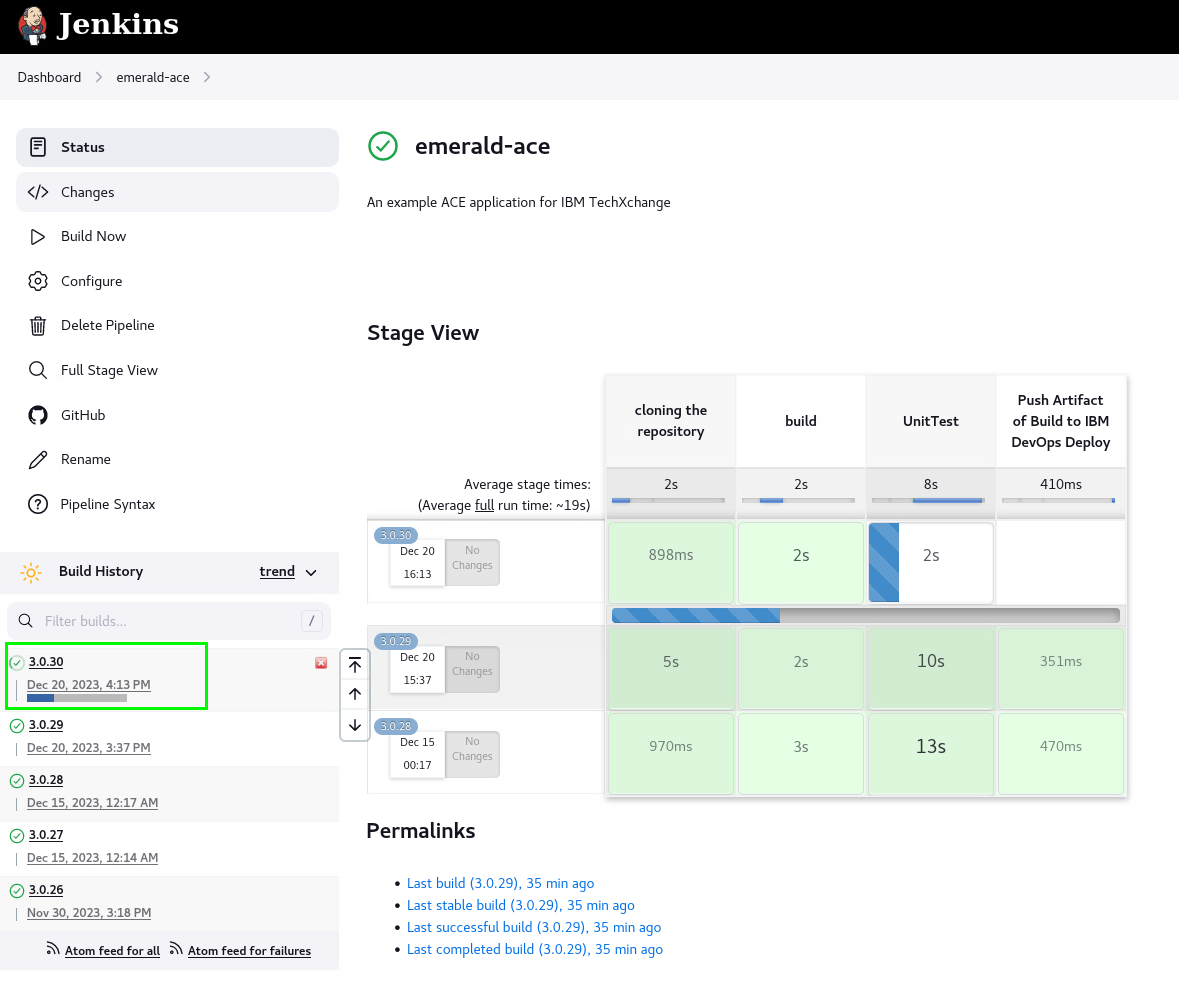 Jenkins
Dashboard
emerald-ace
Status
Changes
Build Now
Configure
Delete Pipeline
Full Stage View
GitHub
Rename
Pipeline Syntax
Build History
trend
Filter builds...
/
3.0.30
Dec 20, 2023, 4:13 PM
3.0.29
Dec 20, 2023, 3:37 PM
3.0.28
Dec 15, 2023, 12:17 AM
3.0.27
Dec 15, 2023, 12:14 AM
3.0.26
Nov 30, 2023, 3:18 PM
Atom feed for all
Atom feed for failures
emerald-ace
An example ACE application for IBM TechXchange
Stage View
cloning the
repository
build
UnitTest
Push Artifact
of Build to IBM
DevOps Deploy
Average stage times:
(Average full run time: ~19s)
2s
2s
8s
410ms
3.0.30
Dec 20
16:13
No
Changes
898ms
2s
2s
3.0.29
Dec 20
15:37
No
Changes
5s
2s
10s
351ms
3.0.28
Dec 15
00:17
No
Changes
970ms
3s
13s
470ms
Permalinks
Last build (3.0.29), 35 min ago
Last stable build (3.0.29), 35 min ago
Last successful build (3.0.29), 35 min ago
Last completed build (3.0.29), 35 min ago